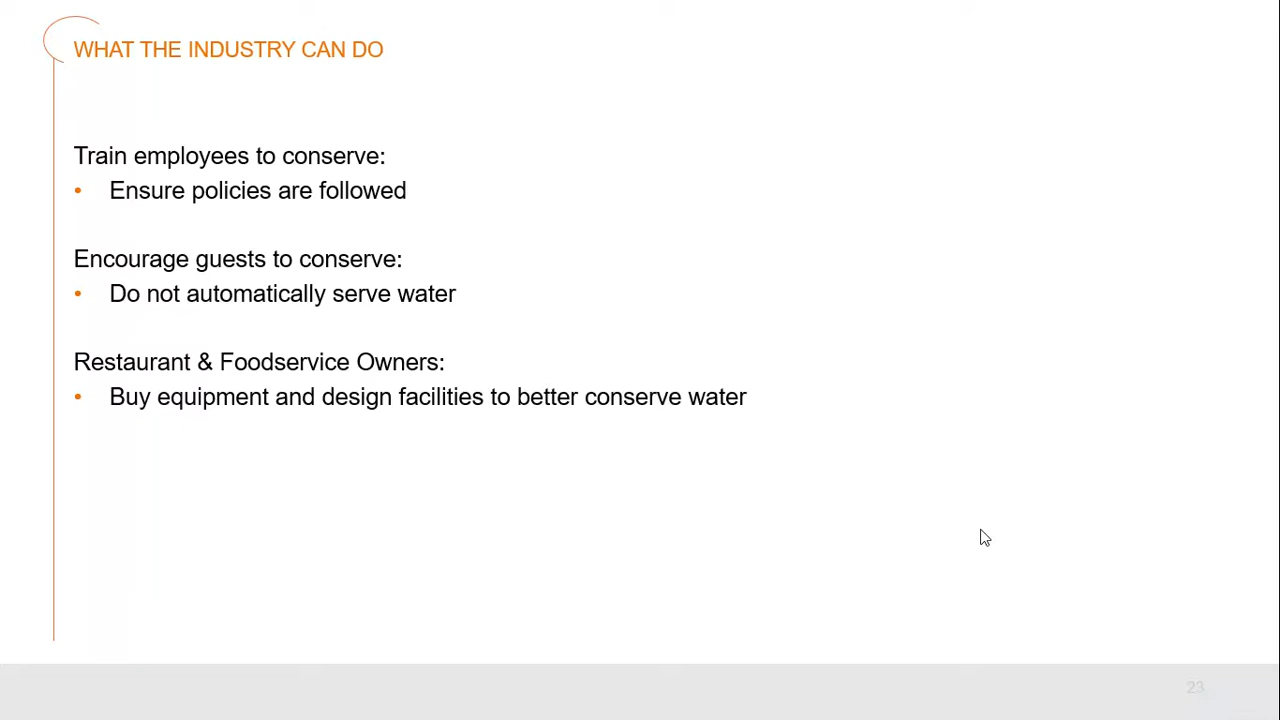 WHAT THE INDUSTRY CAN DO
Train employees to conserve:
• Ensure policies are followed
Encourage guests to conserve:
• Do not automatically serve water
Restaurant & Foodservice Owners:
• Buy equipment and design facilities to better conserve water
23